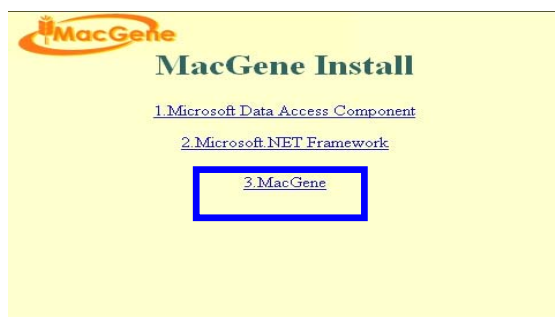 MacGene
MacGene Install
1.Microsoft Data Access Component
2.Microsoft.NET Framework
3.MacGene